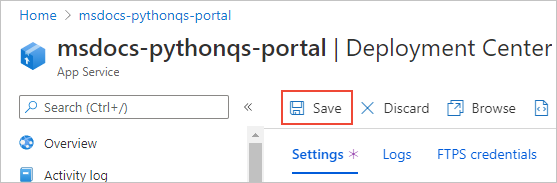 Home > msdocs-pythonqs-portal
msdocs-pythonqs-portal | Deployment Center
App Service
Search (Ctrl+/) « Save Discard Browse
Overview
Settings * Logs FTPS credentials
Activity log